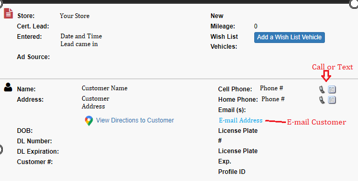 Store: Your Store New
Cert. Lead: Mileage: 0
Entered: Date and Time Wish List Add a Wish List Vehicle
Lead came in Vehicles:
Ad Source:
Call or Text
Name: Customer Name Cell Phone: Phone #
Address: Customer Home Phone: Phone #
Address Email (s):
View Directions to Customer E-mail Address E-mail Customer
DOB: License Plate
DL Number: #
DL Expiration: License Plate
Customer #: Exp.
Profile ID